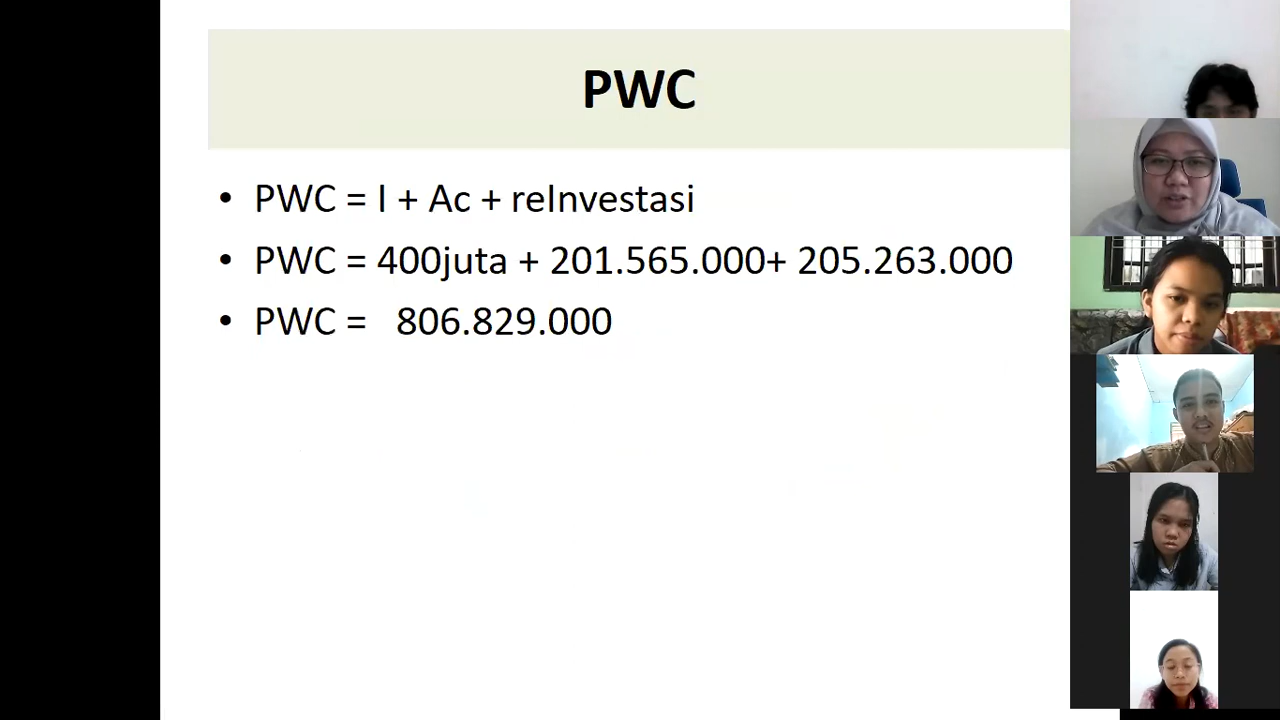 PWC
• PWC = I + Ac + reInvestasi
• PWC = 400juta + 201.565.000+ 205.263.000
• PWC = 806.829.000